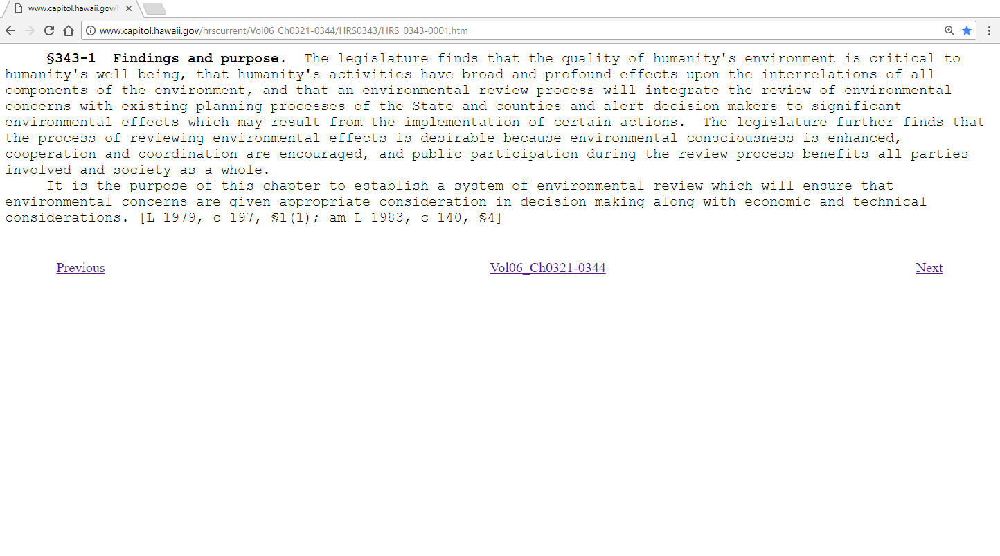 www.capitol.hawaii.gov/
www.capitol.hawaii.gov/hrscurrent/Vol06_Ch0321-0344/HRS0343/HRS_0343-0001.htm
§343-1  Findings and purpose.  The legislature finds that the quality of humanity's environment is critical to
humanity's well being, that humanity's activities have broad and profound effects upon the interrelations of all
components of the environment, and that an environmental review process will integrate the review of environmental
concerns with existing planning processes of the State and counties and alert decision makers to significant
environmental effects which may result from the implementation of certain actions.  The legislature further finds that
the process of reviewing environmental effects is desirable because environmental consciousness is enhanced,
cooperation and coordination are encouraged, and public participation during the review process benefits all parties
involved and society as a whole.
It is the purpose of this chapter to establish a system of environmental review which will ensure that
environmental concerns are given appropriate consideration in decision making along with economic and technical
considerations. [L 1979, c 197, §1(1); am L 1983, c 140, §4]
Previous Vol06_Ch0321-0344 Next